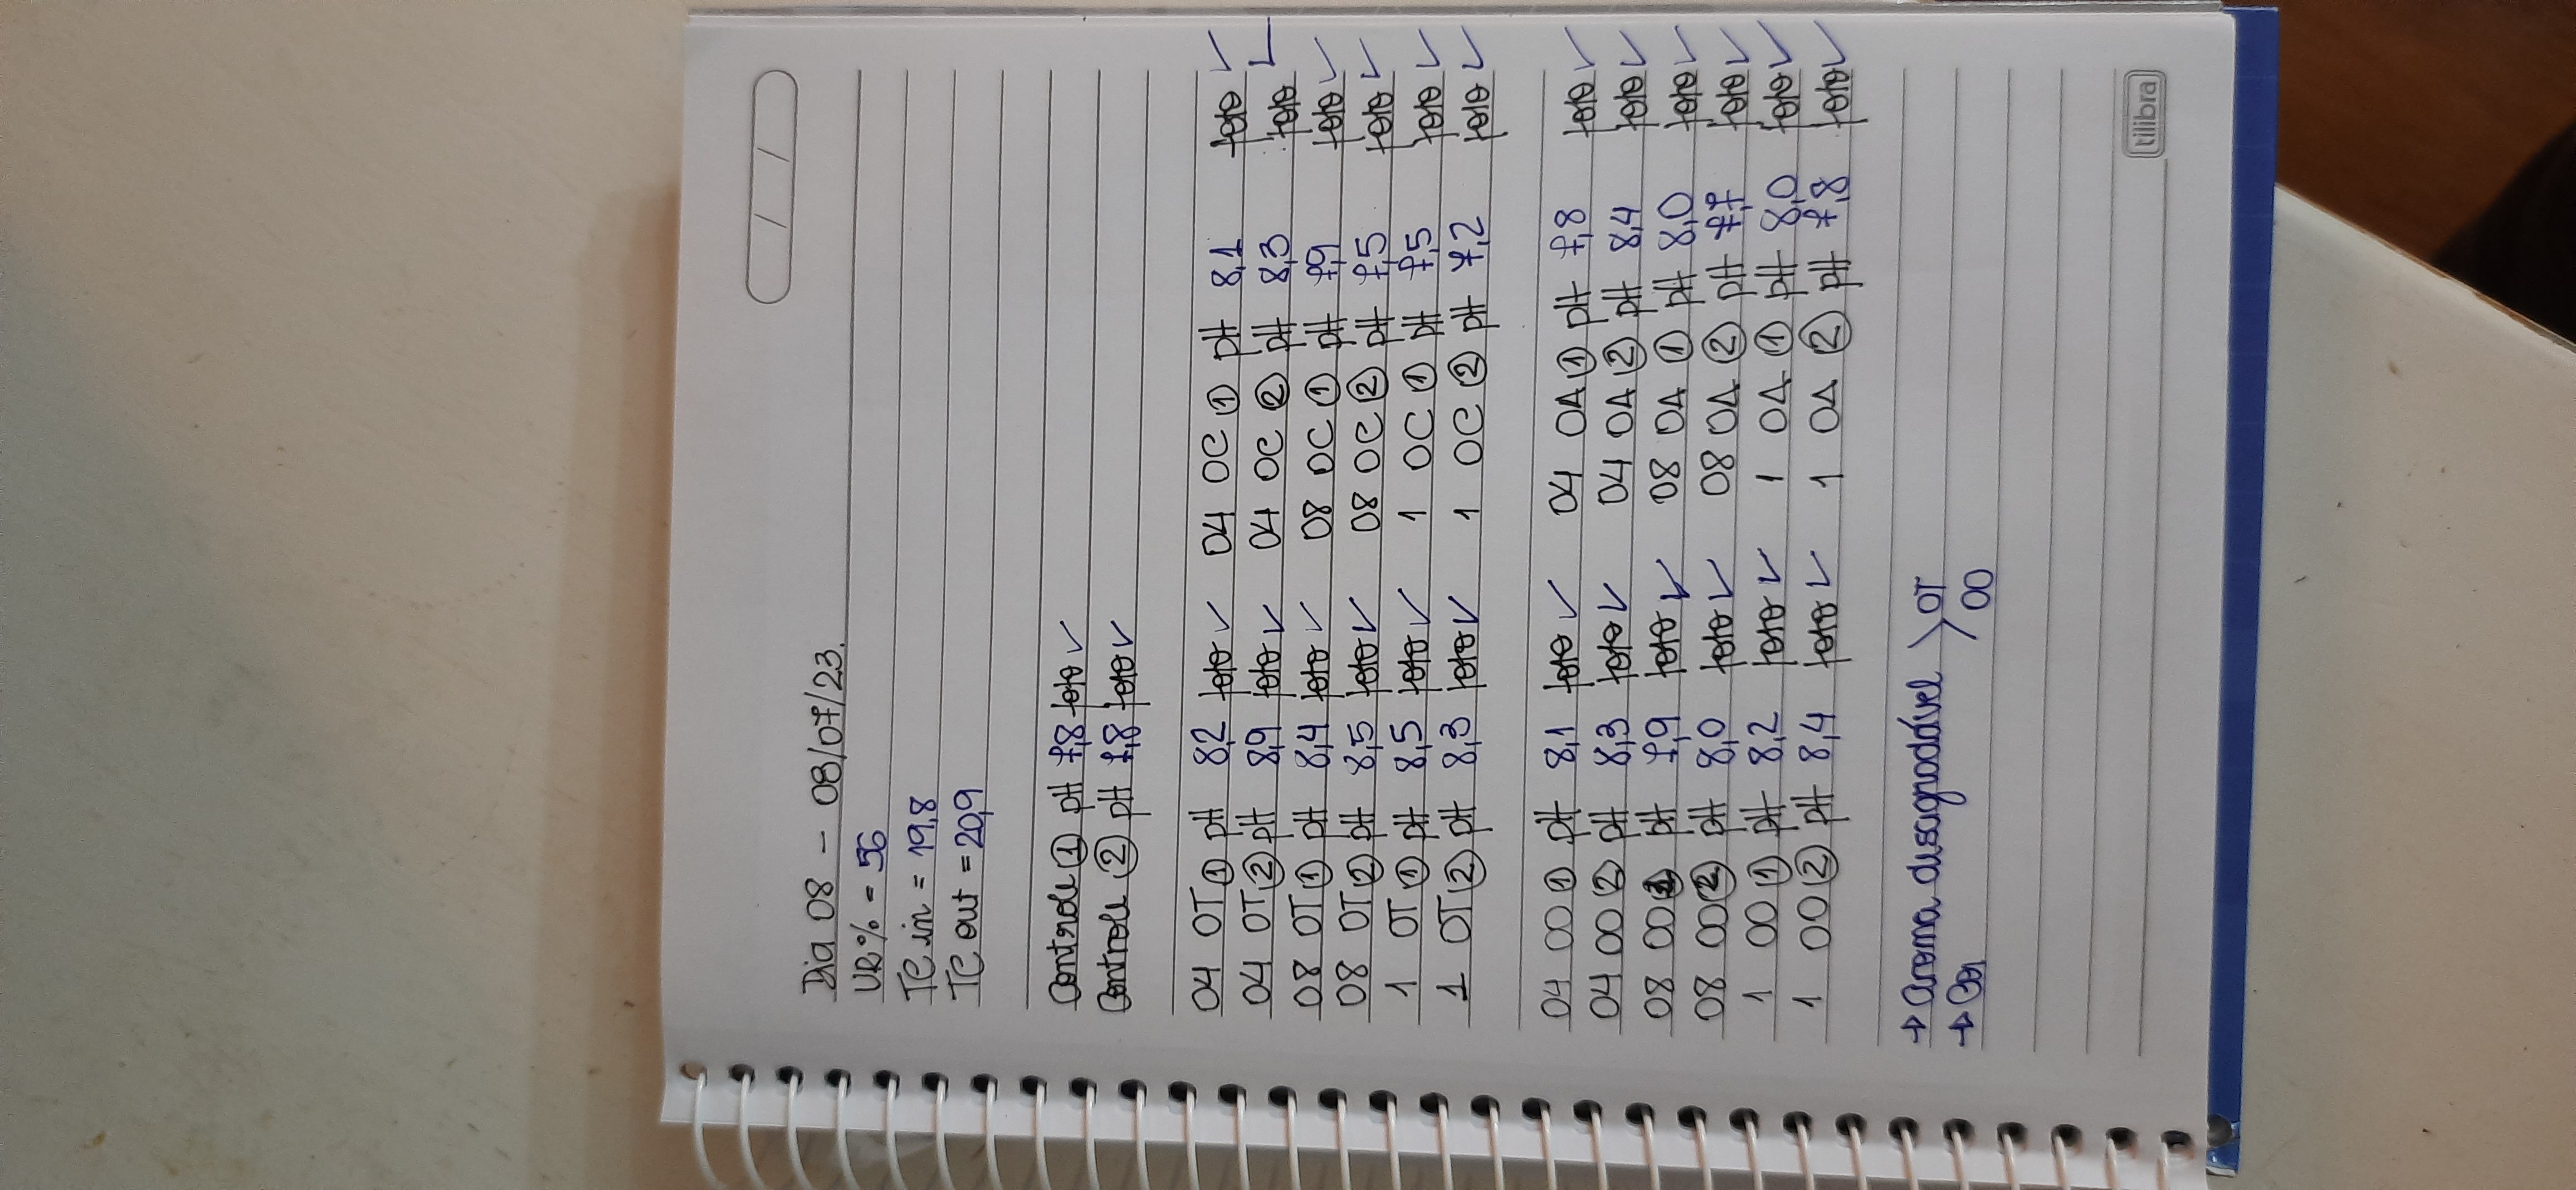 Dia 08 - 08/07/23.
UR% = 56
TC in = 19,8
TC out = 20,9
Controle ① pH 7,8 foto ✓
Controle ② pH 7,8 foto ✓
04 OT ① pH 8,2 foto ✓ 04 OC ① pH 8,1 foto ✓
04 OT ② pH 8,9 foto ✓ 04 OC ② pH 8,3 foto ✓
08 OT ① pH 8,4 foto ✓ 08 OC ① pH 7,9 foto ✓
08 OT ② pH 8,5 foto ✓ 08 OC ② pH 7,5 foto ✓
1 OT ① pH 8,5 foto ✓ 1 OC ① pH 7,5 foto ✓
1 OT ② pH 8,3 foto ✓ 1 OC ② pH 7,2 foto ✓
04 OO ① pH 8,1 foto ✓ 04 OA ① pH 7,8 foto ✓
04 OO ② pH 8,3 foto ✓ 04 OA ② pH 8,4 foto ✓
08 OO ① pH 7,9 foto ✓ 08 OA ① pH 8,0 foto ✓
08 OO ② pH 8,0 foto ✓ 08 OA ② pH 7,7 foto ✓
1 OO ① pH 8,2 foto ✓ 1 OA ① pH 8,0 foto ✓
1 OO ② pH 8,4 foto ✓ 1 OA ② pH 7,8 foto ✓
→ aroma desagradável > OT
→ Cor OO
tilibra